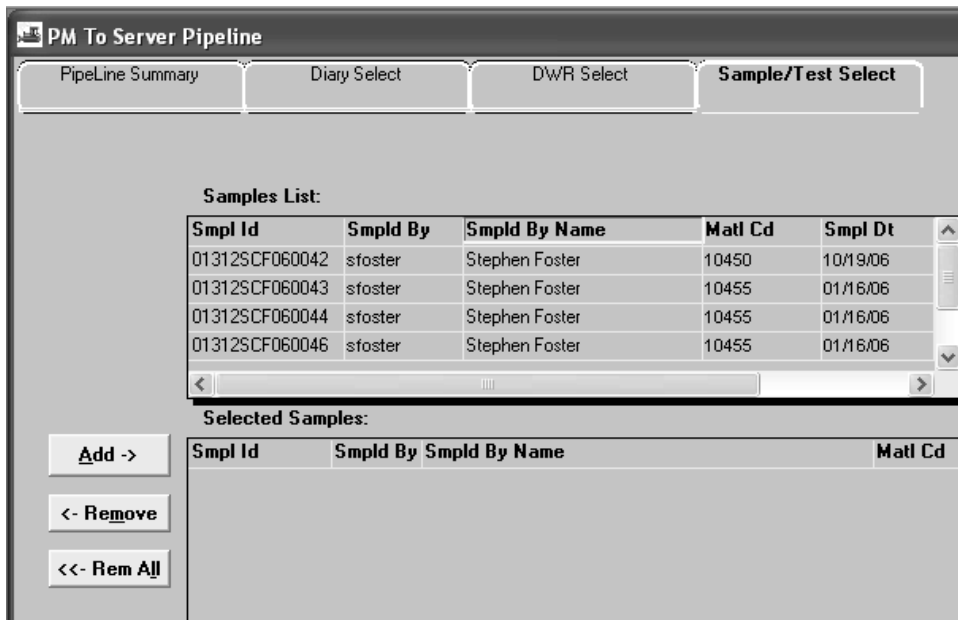 PM To Server Pipeline
PipeLine Summary Diary Select DWR Select Sample/Test Select
Samples List:
Smpl Id Smpld By Smpld By Name Matl Cd Smpl Dt
01312SCF060042 sfoster Stephen Foster 10450 10/19/06
01312SCF060043 sfoster Stephen Foster 10455 01/16/06
01312SCF060044 sfoster Stephen Foster 10455 01/16/06
01312SCF060046 sfoster Stephen Foster 10455 01/16/06
Selected Samples:
Smpl Id Smpld By Smpld By Name Matl Cd
Add ->
<- Remove
<<- Rem All